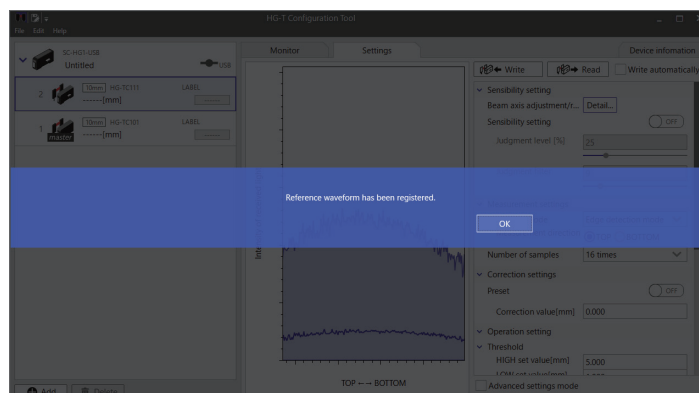 HG-T Configuration Tool
File Edit Help
SC-HG1-USB
Untitled
USB
2
10mm HG-TC111
LABEL
------[mm]
------
1
10mm HG-TC101
LABEL
master
------[mm]
------
Monitor
Settings
Device infomation
Write
Read
Write automatically
Sensibility setting
Beam axis adjustment/r...
Detail...
Sensibility setting
OFF
Judgment level [%]
25
Reference waveform has been registered.
OK
Number of samples
16 times
Correction settings
Preset
OFF
Correction value[mm]
0.000
Operation setting
Threshold
HIGH set value[mm]
5.000
LOW set value[mm]
TOP ←→ BOTTOM
Add
Delete
Advanced settings mode